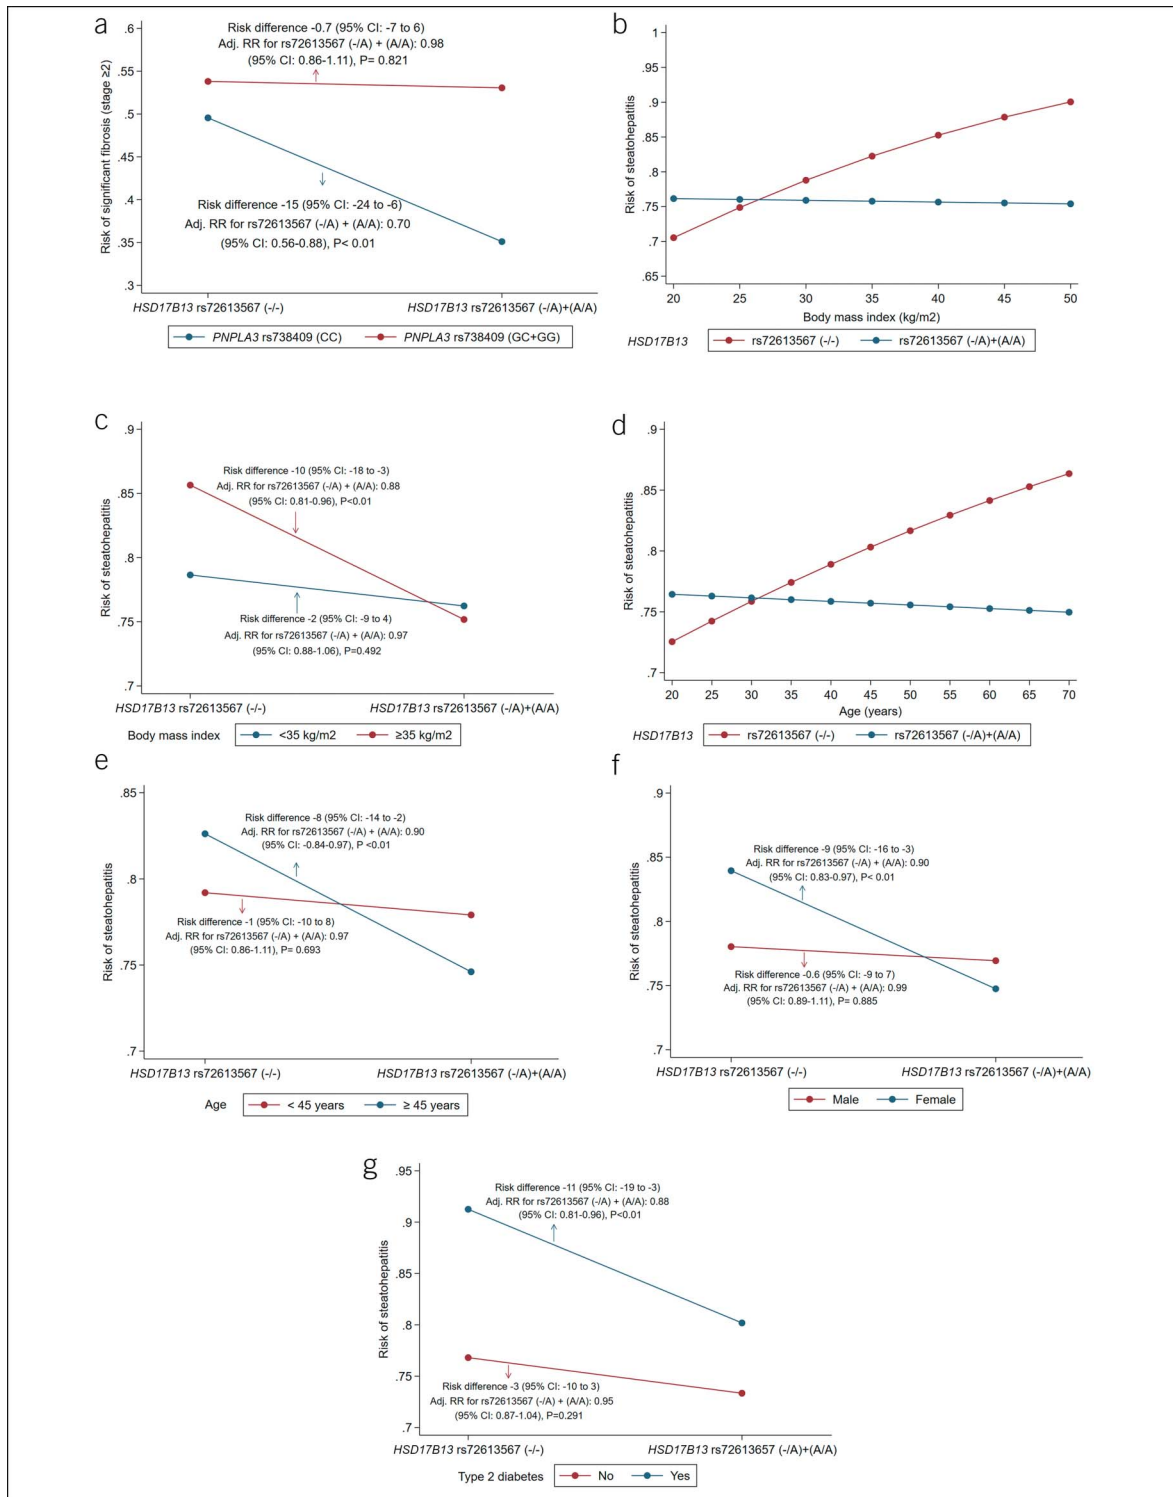 a
Risk difference -0.7 (95% CI: -7 to 6)
Adj. RR for rs72613567 (-/A) + (A/A): 0.98
(95% CI: 0.86-1.11), P= 0.821
Risk of significant fibrosis (stage ≥2)
.6
.55
.5
.45
.4
.35
.3
Risk difference -15 (95% CI: -24 to -6)
Adj. RR for rs72613567 (-/A) + (A/A): 0.70
(95% CI: 0.56-0.88), P< 0.01
HSD17B13 rs72613567 (-/-)
HSD17B13 rs72613567 (-/A)+(A/A)
PNPLA3 rs738409 (CC)
PNPLA3 rs738409 (GC+GG)
b
Risk of steatohepatitis
1
.9
.85
.8
.75
.7
.65
20 25 30 35 40 45 50
Body mass index (kg/m2)
HSD17B13
rs72613567 (-/-)
rs72613567 (-/A)+(A/A)
c
Risk of steatohepatitis
.9
.85
.8
.75
.7
Risk difference -10 (95% CI: -18 to -3)
Adj. RR for rs72613567 (-/A) + (A/A): 0.88
(95% CI: 0.81-0.96), P<0.01
Risk difference -2 (95% CI: -9 to 4)
Adj. RR for rs72613567 (-/A) + (A/A): 0.97
(95% CI: 0.88-1.06), P=0.492
HSD17B13 rs72613567 (-/-)
HSD17B13 rs72613567 (-/A)+(A/A)
Body mass index
<35 kg/m2
≥35 kg/m2
d
Risk of steatohepatitis
.9
.85
.8
.75
.7
20 25 30 35 40 45 50 55 60 65 70
Age (years)
HSD17B13
rs72613567 (-/-)
rs72613567 (-/A)+(A/A)
e
Risk of steatohepatitis
.85
.8
.75
.7
Risk difference -8 (95% CI: -14 to -2)
Adj. RR for rs72613567 (-/A) + (A/A): 0.90
(95% CI: -0.84-0.97), P <0.01
Risk difference -1 (95% CI: -10 to 8)
Adj. RR for rs72613567 (-/A) + (A/A): 0.97
(95% CI: 0.86-1.11), P= 0.693
HSD17B13 rs72613567 (-/-)
HSD17B13 rs72613567 (-/A)+(A/A)
Age
< 45 years
≥ 45 years
f
Risk of steatohepatitis
.9
.85
.8
.75
.7
Risk difference -9 (95% CI: -16 to -3)
Adj. RR for rs72613567 (-/A) + (A/A): 0.90
(95% CI: 0.83-0.97), P< 0.01
Risk difference -0.6 (95% CI: -9 to 7)
Adj. RR for rs72613567 (-/A) + (A/A): 0.99
(95% CI: 0.89-1.11), P= 0.885
HSD17B13 rs72613567 (-/-)
HSD17B13 rs72613567 (-/A)+(A/A)
Male
Female
g
Risk of steatohepatitis
.95
.9
.85
.8
.75
.7
Risk difference -11 (95% CI: -19 to -3)
Adj. RR for rs72613567 (-/A) + (A/A): 0.88
(95% CI: 0.81-0.96), P<0.01
Risk difference -3 (95% CI: -10 to 3)
Adj. RR for rs72613567 (-/A) + (A/A): 0.95
(95% CI: 0.87-1.04), P=0.291
HSD17B13 rs72613567 (-/-)
HSD17B13 rs72613657 (-/A)+(A/A)
Type 2 diabetes
No
Yes